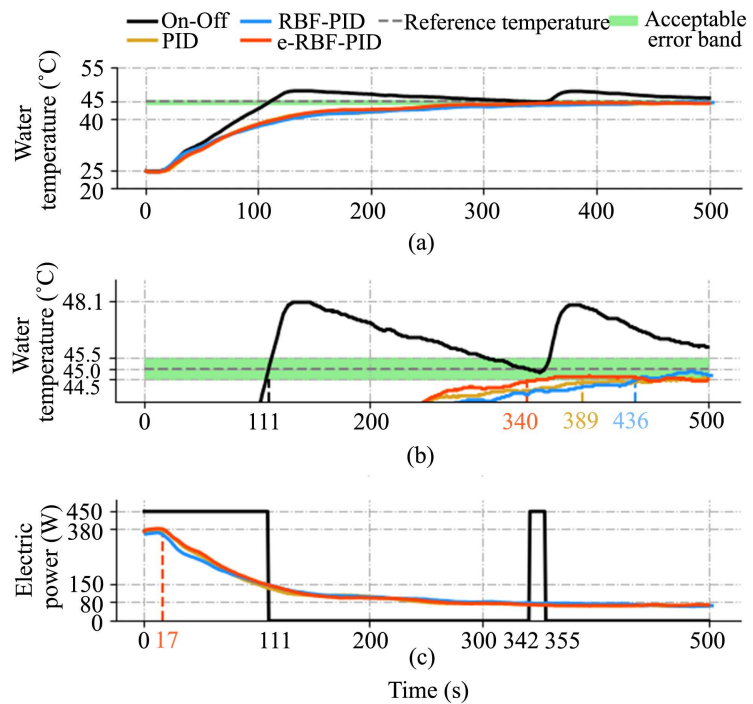 On-Off RBF-PID Reference temperature Acceptable
PID e-RBF-PID error band
Water
temperature (˚C)
55
45
40
25
20
0 100 200 300 400 500
(a)
Water
temperature (˚C)
48.1
45.5
45.0
44.5
0 111 200 340 389 436 500
(b)
Electric
power (W)
450
380
150
80
0
0 17 111 200 300 342 355 500
(c)
Time (s)